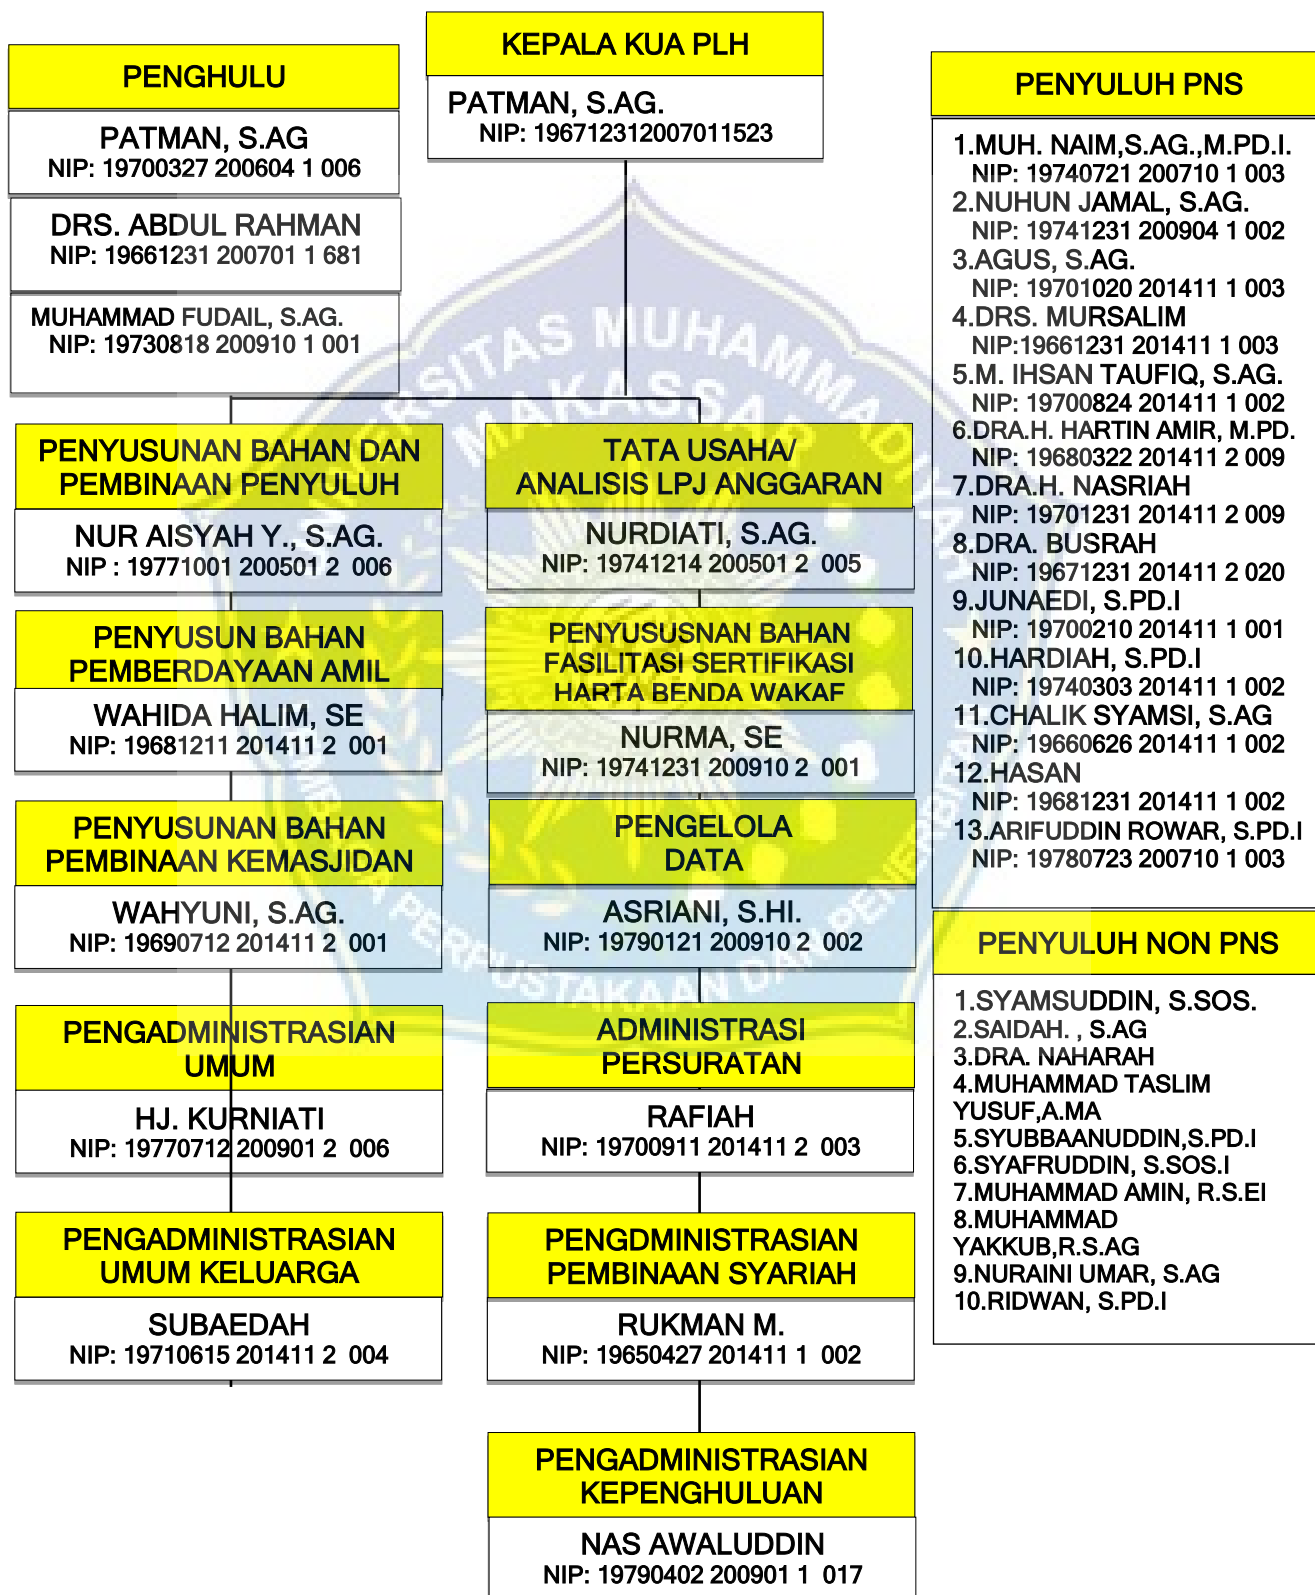 KEPALA KUA PLH
PATMAN, S.AG.
NIP: 196712312007011523
PENGHULU
PATMAN, S.AG
NIP: 19700327 200604 1 006
DRS. ABDUL RAHMAN
NIP: 19661231 200701 1 681
MUHAMMAD FUDAIL, S.AG.
NIP: 19730818 200910 1 001
PENYUSUNAN BAHAN DAN
PEMBINAAN PENYULUH
NUR AISYAH Y., S.AG.
NIP : 19771001 200501 2 006
PENYUSUN BAHAN
PEMBERDAYAAN AMIL
WAHIDA HALIM, SE
NIP: 19681211 201411 2 001
PENYUSUNAN BAHAN
PEMBINAAN KEMASJIDAN
WAHYUNI, S.AG.
NIP: 19690712 201411 2 001
PENGADMINISTRASIAN
UMUM
HJ. KURNIATI
NIP: 19770712 200901 2 006
PENGADMINISTRASIAN
UMUM KELUARGA
SUBAEDAH
NIP: 19710615 201411 2 004
TATA USAHA/
ANALISIS LPJ ANGGARAN
NURDIATI, S.AG.
NIP: 19741214 200501 2 005
PENYUSUSNAN BAHAN
FASILITASI SERTIFIKASI
HARTA BENDA WAKAF
NURMA, SE
NIP: 19741231 200910 2 001
PENGELOLA
DATA
ASRIANI, S.HI.
NIP: 19790121 200910 2 002
ADMINISTRASI
PERSURATAN
RAFIAH
NIP: 19700911 201411 2 003
PENGDMINISTRASIAN
PEMBINAAN SYARIAH
RUKMAN M.
NIP: 19650427 201411 1 002
PENGADMINISTRASIAN
KEPENGHULUAN
NAS AWALUDDIN
NIP: 19790402 200901 1 017
PENYULUH PNS
1.MUH. NAIM,S.AG.,M.PD.I.
NIP: 19740721 200710 1 003
2.NUHUN JAMAL, S.AG.
NIP: 19741231 200904 1 002
3.AGUS, S.AG.
NIP: 19701020 201411 1 003
4.DRS. MURSALIM
NIP:19661231 201411 1 003
5.M. IHSAN TAUFIQ, S.AG.
NIP: 19700824 201411 1 002
6.DRA.H. HARTIN AMIR, M.PD.
NIP: 19680322 201411 2 009
7.DRA.H. NASRIAH
NIP: 19701231 201411 2 009
8.DRA. BUSRAH
NIP: 19671231 201411 2 020
9.JUNAEDI, S.PD.I
NIP: 19700210 201411 1 001
10.HARDIAH, S.PD.I
NIP: 19740303 201411 1 002
11.CHALIK SYAMSI, S.AG
NIP: 19660626 201411 1 002
12.HASAN
NIP: 19681231 201411 1 002
13.ARIFUDDIN ROWAR, S.PD.I
NIP: 19780723 200710 1 003
PENYULUH NON PNS
1.SYAMSUDDIN, S.SOS.
2.SAIDAH. , S.AG
3.DRA. NAHARAH
4.MUHAMMAD TASLIM
YUSUF,A.MA
5.SYUBBAANUDDIN,S.PD.I
6.SYAFRUDDIN, S.SOS.I
7.MUHAMMAD AMIN, R.S.EI
8.MUHAMMAD
YAKKUB,R.S.AG
9.NURAINI UMAR, S.AG
10.RIDWAN, S.PD.I
UNIVERSITAS MUHAMMADIYAH
MAKASSAR
PERPUSTAKAAN DAN PENERBITAN